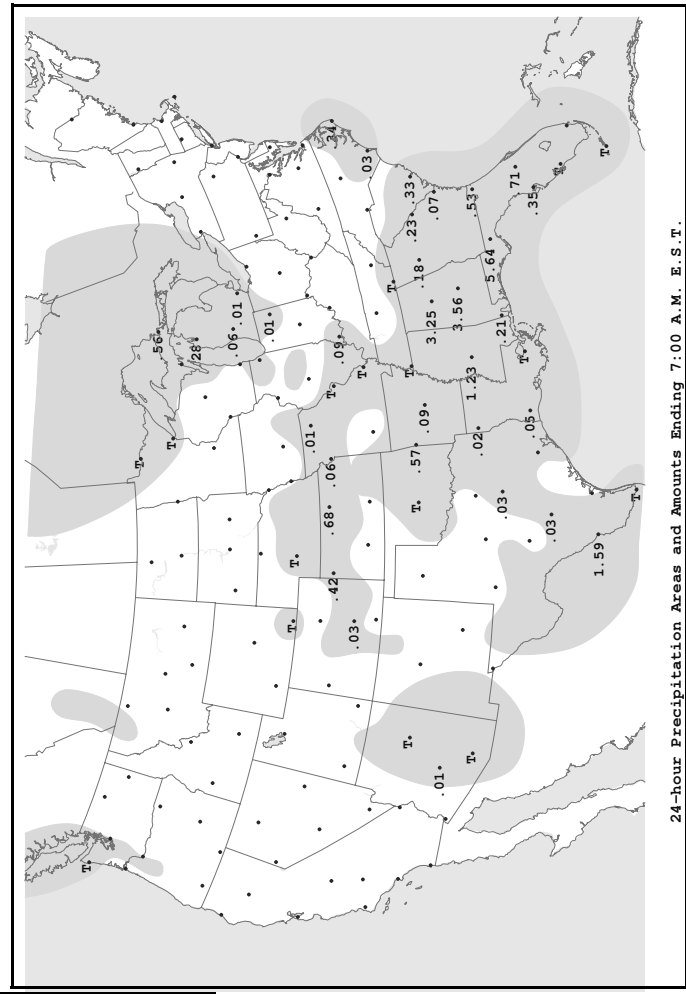 T
T
.56
T
.28
.06
.01
.01
T
T
.01
.68
.06
T
.34
.42
.09
.03
T
.03
T
T
T
.33
.23
.57
T
.18
.09
3.25
.07
.01
3.56
T
1.23
.53
.02
5.64
.21
.03
.71
T
.05
.35
.03
T
1.59
T
T
24-hour Precipitation Areas and Amounts Ending 7:00 A.M. E.S.T.